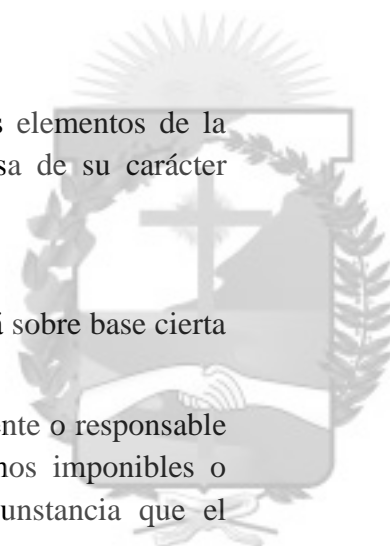 elementos de la
sa de su carácter
sobre base cierta
nte o responsable
nos imponibles o
unstancia que el